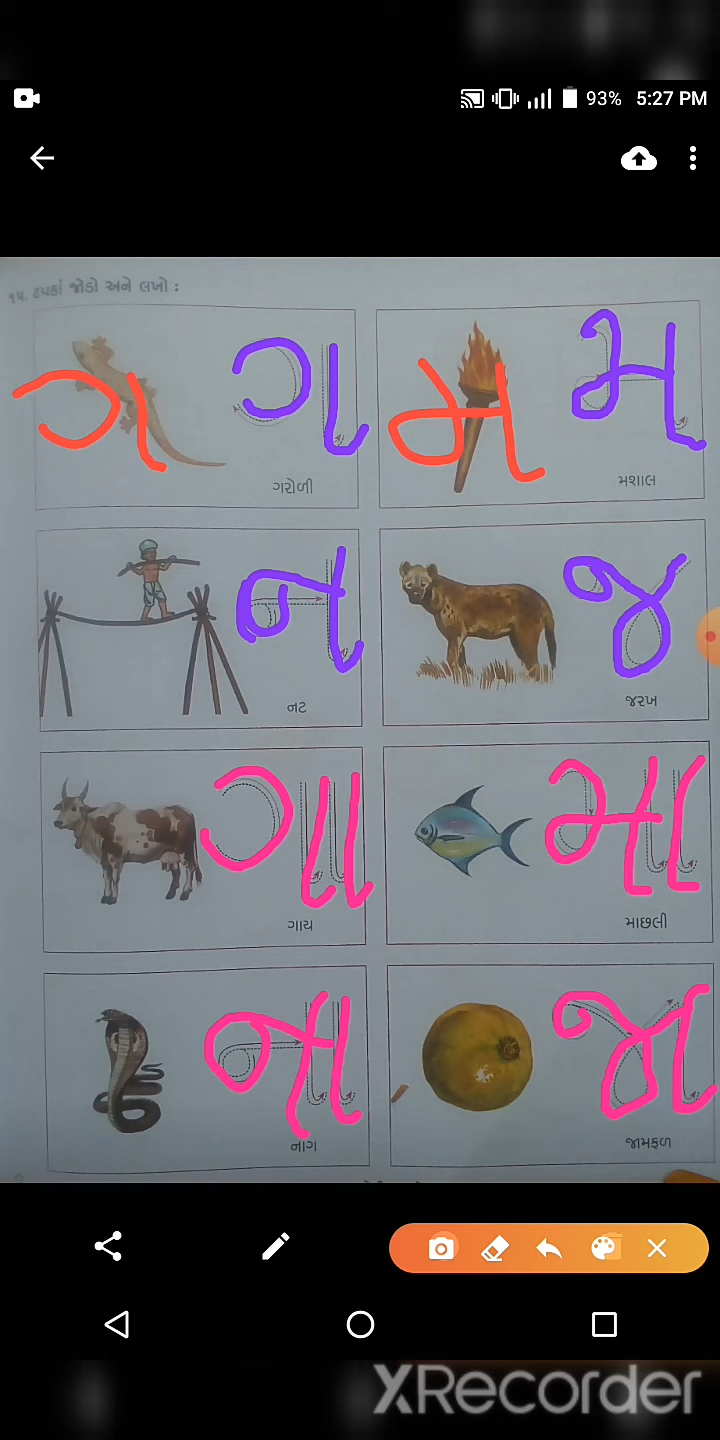 93% 5:27 PM
૧૫. ટપકાં જોડો અને લખો :
ગ ગ મ મ
ગરોળી મશાલ
ન જ
નટ જરખ
ગા મા
ગાય માછલી
ના જા
નાગ જામફળ
XRecorder